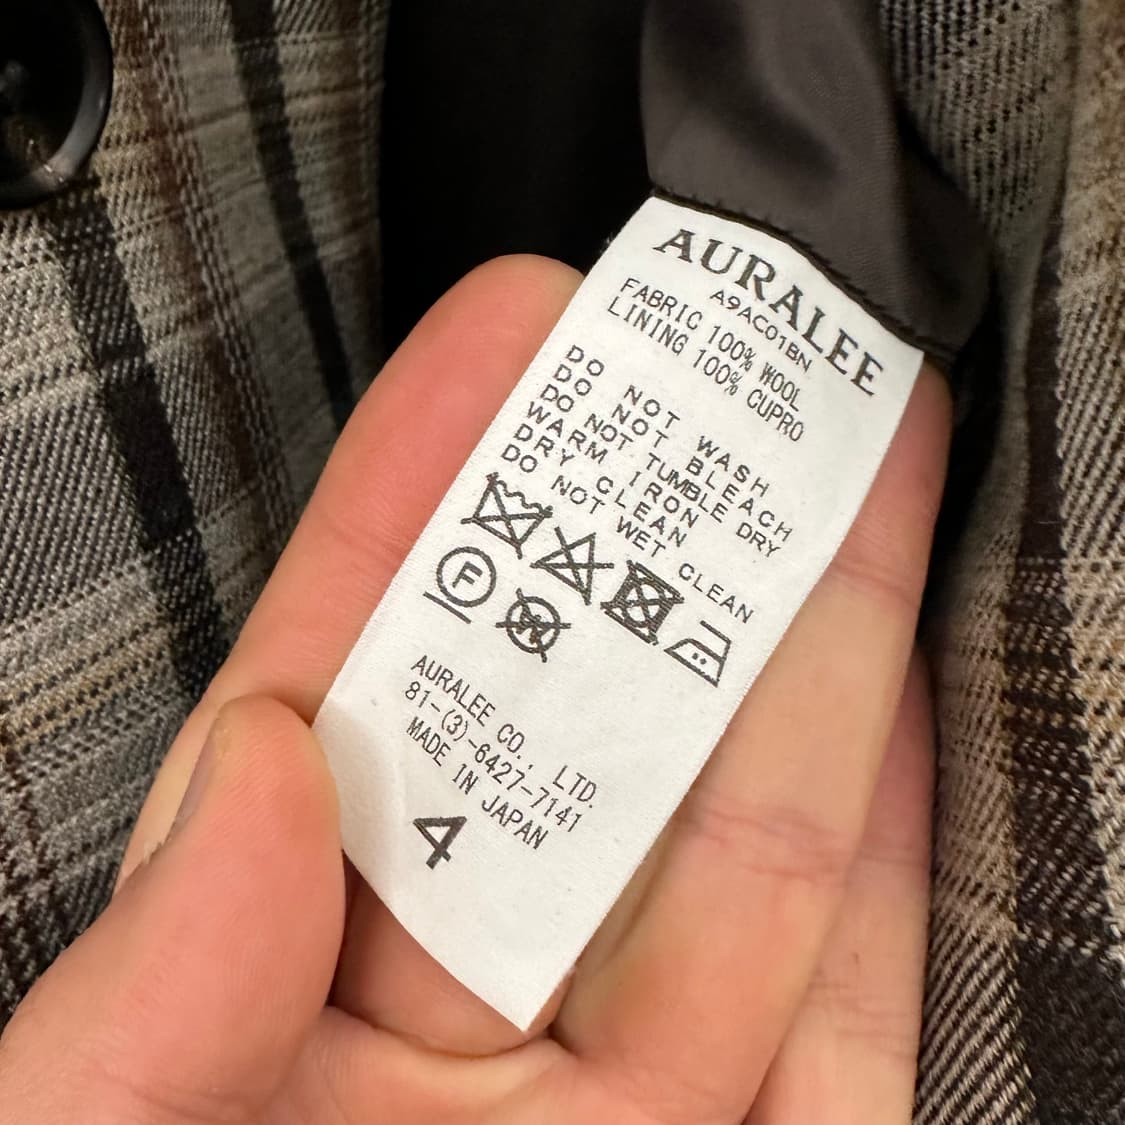 AURALEE
A9AC01BN
FABRIC 100% WOOL
LINING 100% CUPRO
DO NOT WASH
DO NOT BLEACH
DO NOT TUMBLE DRY
WARM IRON
DRY CLEAN
DO NOT WET CLEAN
F
W
AURALEE CO., LTD.
81-(3)-6427-7141
MADE IN JAPAN
4